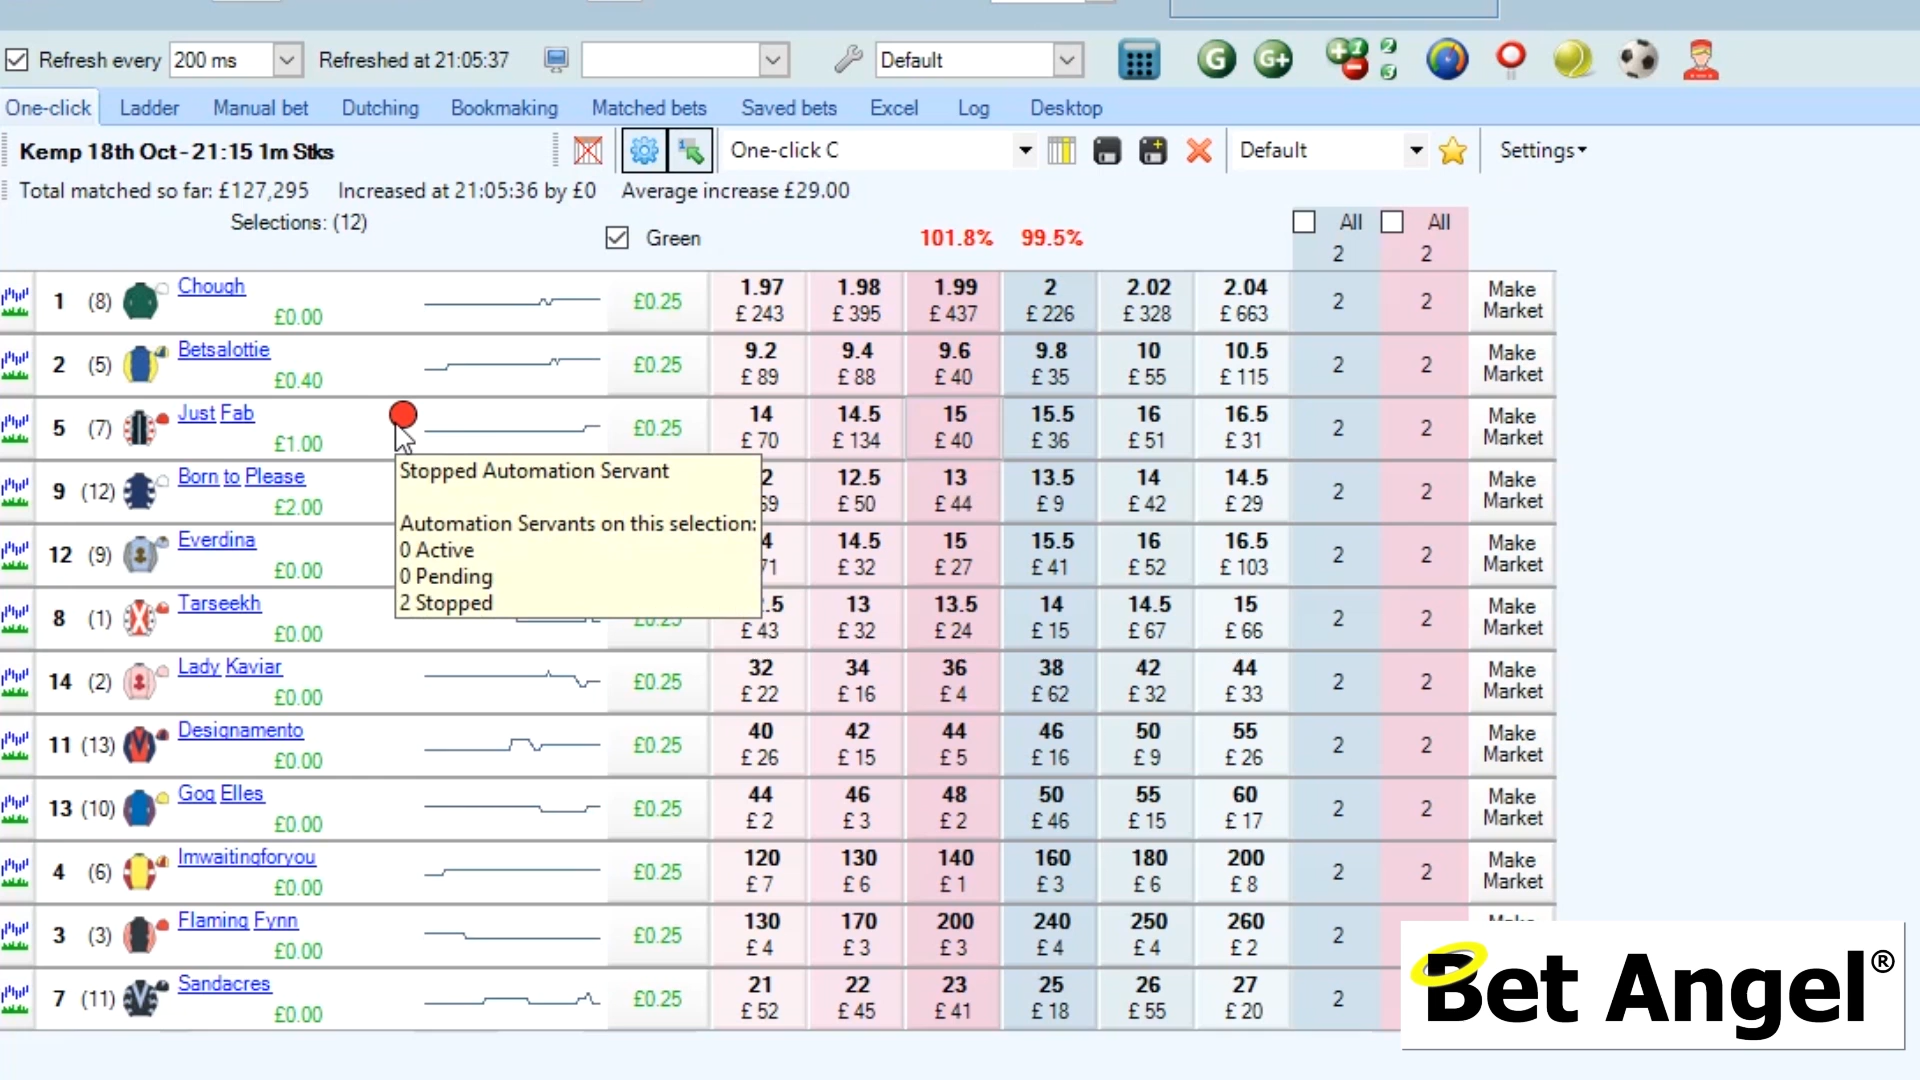 Refresh every 200 ms Refreshed at 21:05:37 Default G G+
One-click Ladder Manual bet Dutching Bookmaking Matched bets Saved bets Excel Log Desktop
Kemp 18th Oct - 21:15 1m Stks One-click C Default Settings
Total matched so far: £127,295 Increased at 21:05:36 by £0 Average increase £29.00
Selections: (12) Green 101.8% 99.5% All All
2 2
1 (8) Chough £0.25 1.97 1.98 1.99 2 2.02 2.04 2 2 Make Market
£0.00 £ 243 £ 395 £ 437 £ 226 £ 328 £ 663
2 (5) Betsalottie £0.25 9.2 9.4 9.6 9.8 10 10.5 2 2 Make Market
£0.40 £ 89 £ 88 £ 40 £ 35 £ 55 £ 115
5 (7) Just Fab £0.25 14 14.5 15 15.5 16 16.5 2 2 Make Market
£1.00 £ 70 £ 134 £ 40 £ 36 £ 51 £ 31
Stopped Automation Servant
Automation Servants on this selection:
0 Active
0 Pending
2 Stopped
9 (12) Born to Please 12.5 13 13.5 14 14.5 2 2 Make Market
£2.00 £ 50 £ 44 £ 9 £ 42 £ 29
12 (9) Everdina 14.5 15 15.5 16 16.5 2 2 Make Market
£0.00 £ 32 £ 27 £ 41 £ 52 £ 103
8 (1) Tarseekh 13 13.5 14 14.5 15 2 2 Make Market
£0.00 £ 43 £ 32 £ 24 £ 15 £ 67 £ 66
14 (2) Lady Kaviar £0.25 32 34 36 38 42 44 2 2 Make Market
£0.00 £ 22 £ 16 £ 4 £ 62 £ 32 £ 33
11 (13) Designamento £0.25 40 42 44 46 50 55 2 2 Make Market
£0.00 £ 26 £ 15 £ 5 £ 16 £ 9 £ 26
13 (10) Gog Elles £0.25 44 46 48 50 55 60 2 2 Make Market
£0.00 £ 2 £ 3 £ 2 £ 46 £ 15 £ 17
4 (6) Imwaitingforyou £0.25 120 130 140 160 180 200 2 2 Make Market
£0.00 £ 7 £ 6 £ 1 £ 3 £ 6 £ 8
3 (3) Flaming Fynn £0.25 130 170 200 240 250 260 2
£0.00 £ 4 £ 3 £ 3 £ 4 £ 4 £ 2
7 (11) Sandacres £0.25 21 22 23 25 26 27 2
£0.00 £ 52 £ 45 £ 41 £ 18 £ 55 £ 20
Bet Angel®